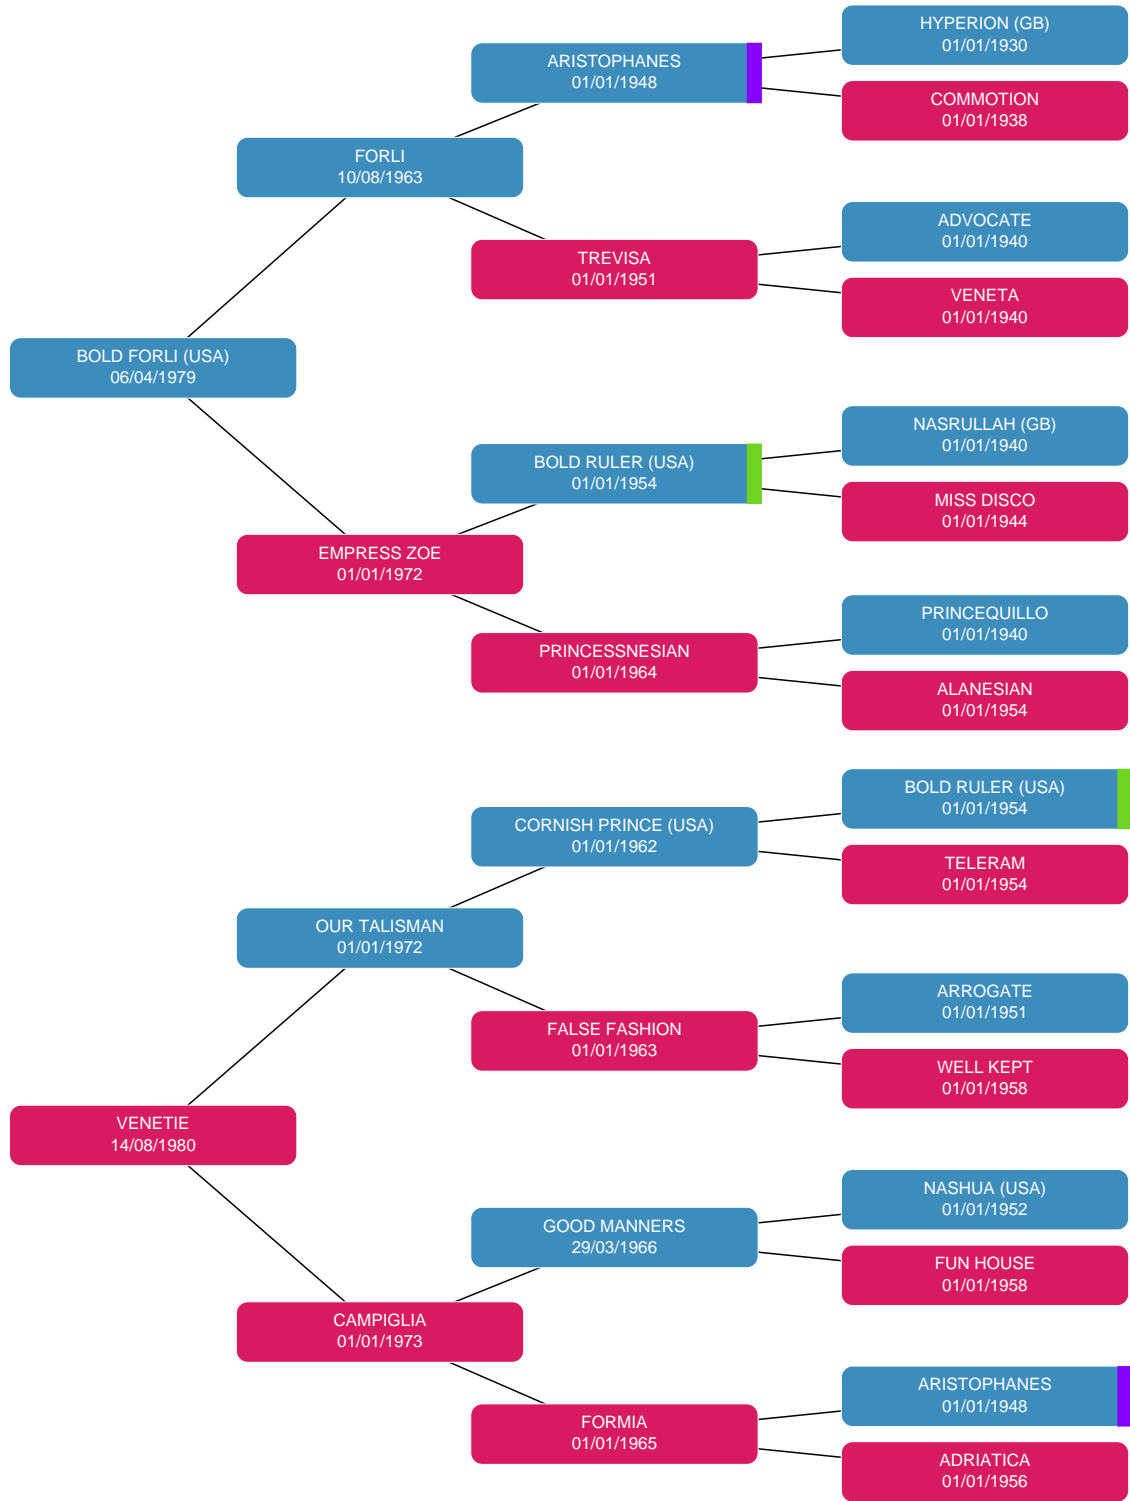 HYPERION (GB)
01/01/1930
ARISTOPHANES
01/01/1948
COMMOTION
01/01/1938
FORLI
10/08/1963
ADVOCATE
01/01/1940
TREVISA
01/01/1951
VENETA
01/01/1940
BOLD FORLI (USA)
06/04/1979
NASRULLAH (GB)
01/01/1940
BOLD RULER (USA)
01/01/1954
MISS DISCO
01/01/1944
EMPRESS ZOE
01/01/1972
PRINCEQUILLO
01/01/1940
PRINCESSNESIAN
01/01/1964
ALANESIAN
01/01/1954
BOLD RULER (USA)
01/01/1954
CORNISH PRINCE (USA)
01/01/1962
TELERAM
01/01/1954
OUR TALISMAN
01/01/1972
ARROGATE
01/01/1951
FALSE FASHION
01/01/1963
WELL KEPT
01/01/1958
VENETIE
14/08/1980
NASHUA (USA)
01/01/1952
GOOD MANNERS
29/03/1966
FUN HOUSE
01/01/1958
CAMPIGLIA
01/01/1973
ARISTOPHANES
01/01/1948
FORMIA
01/01/1965
ADRIATICA
01/01/1956